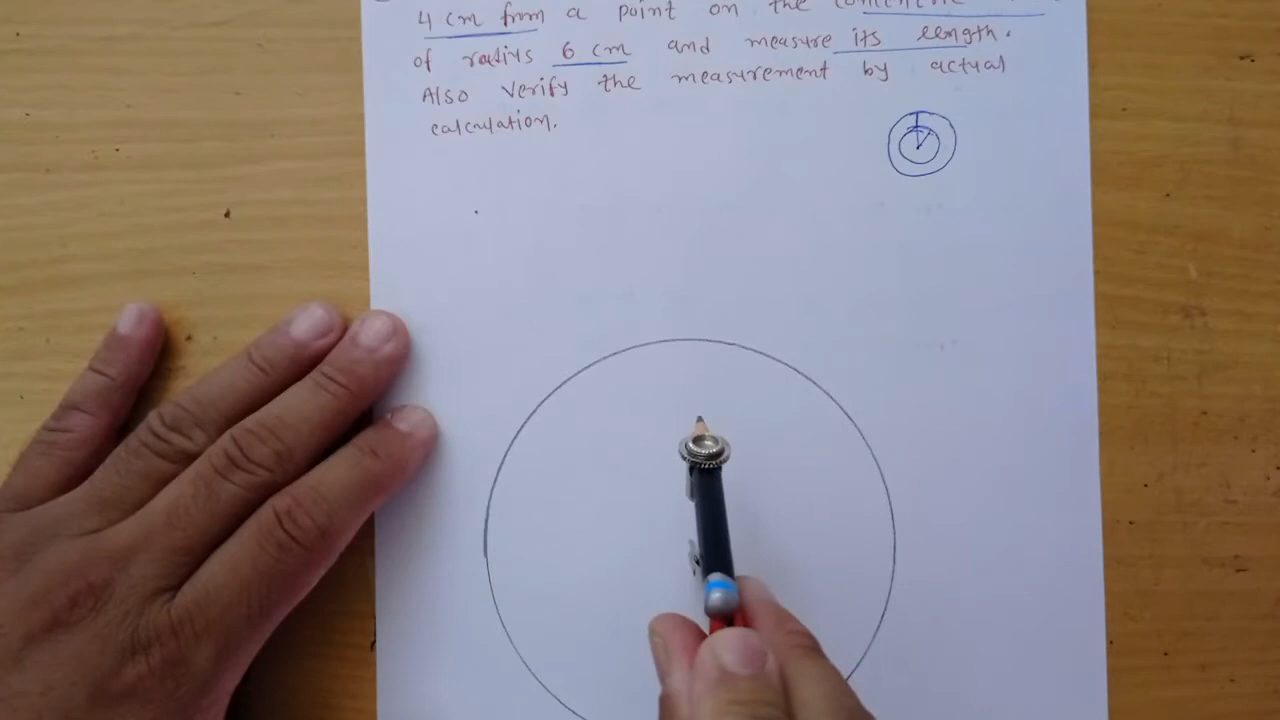 4 cm from a point on the concentric
of radius 6 cm and measure its length.
Also verify the measurement by actual
calculation.